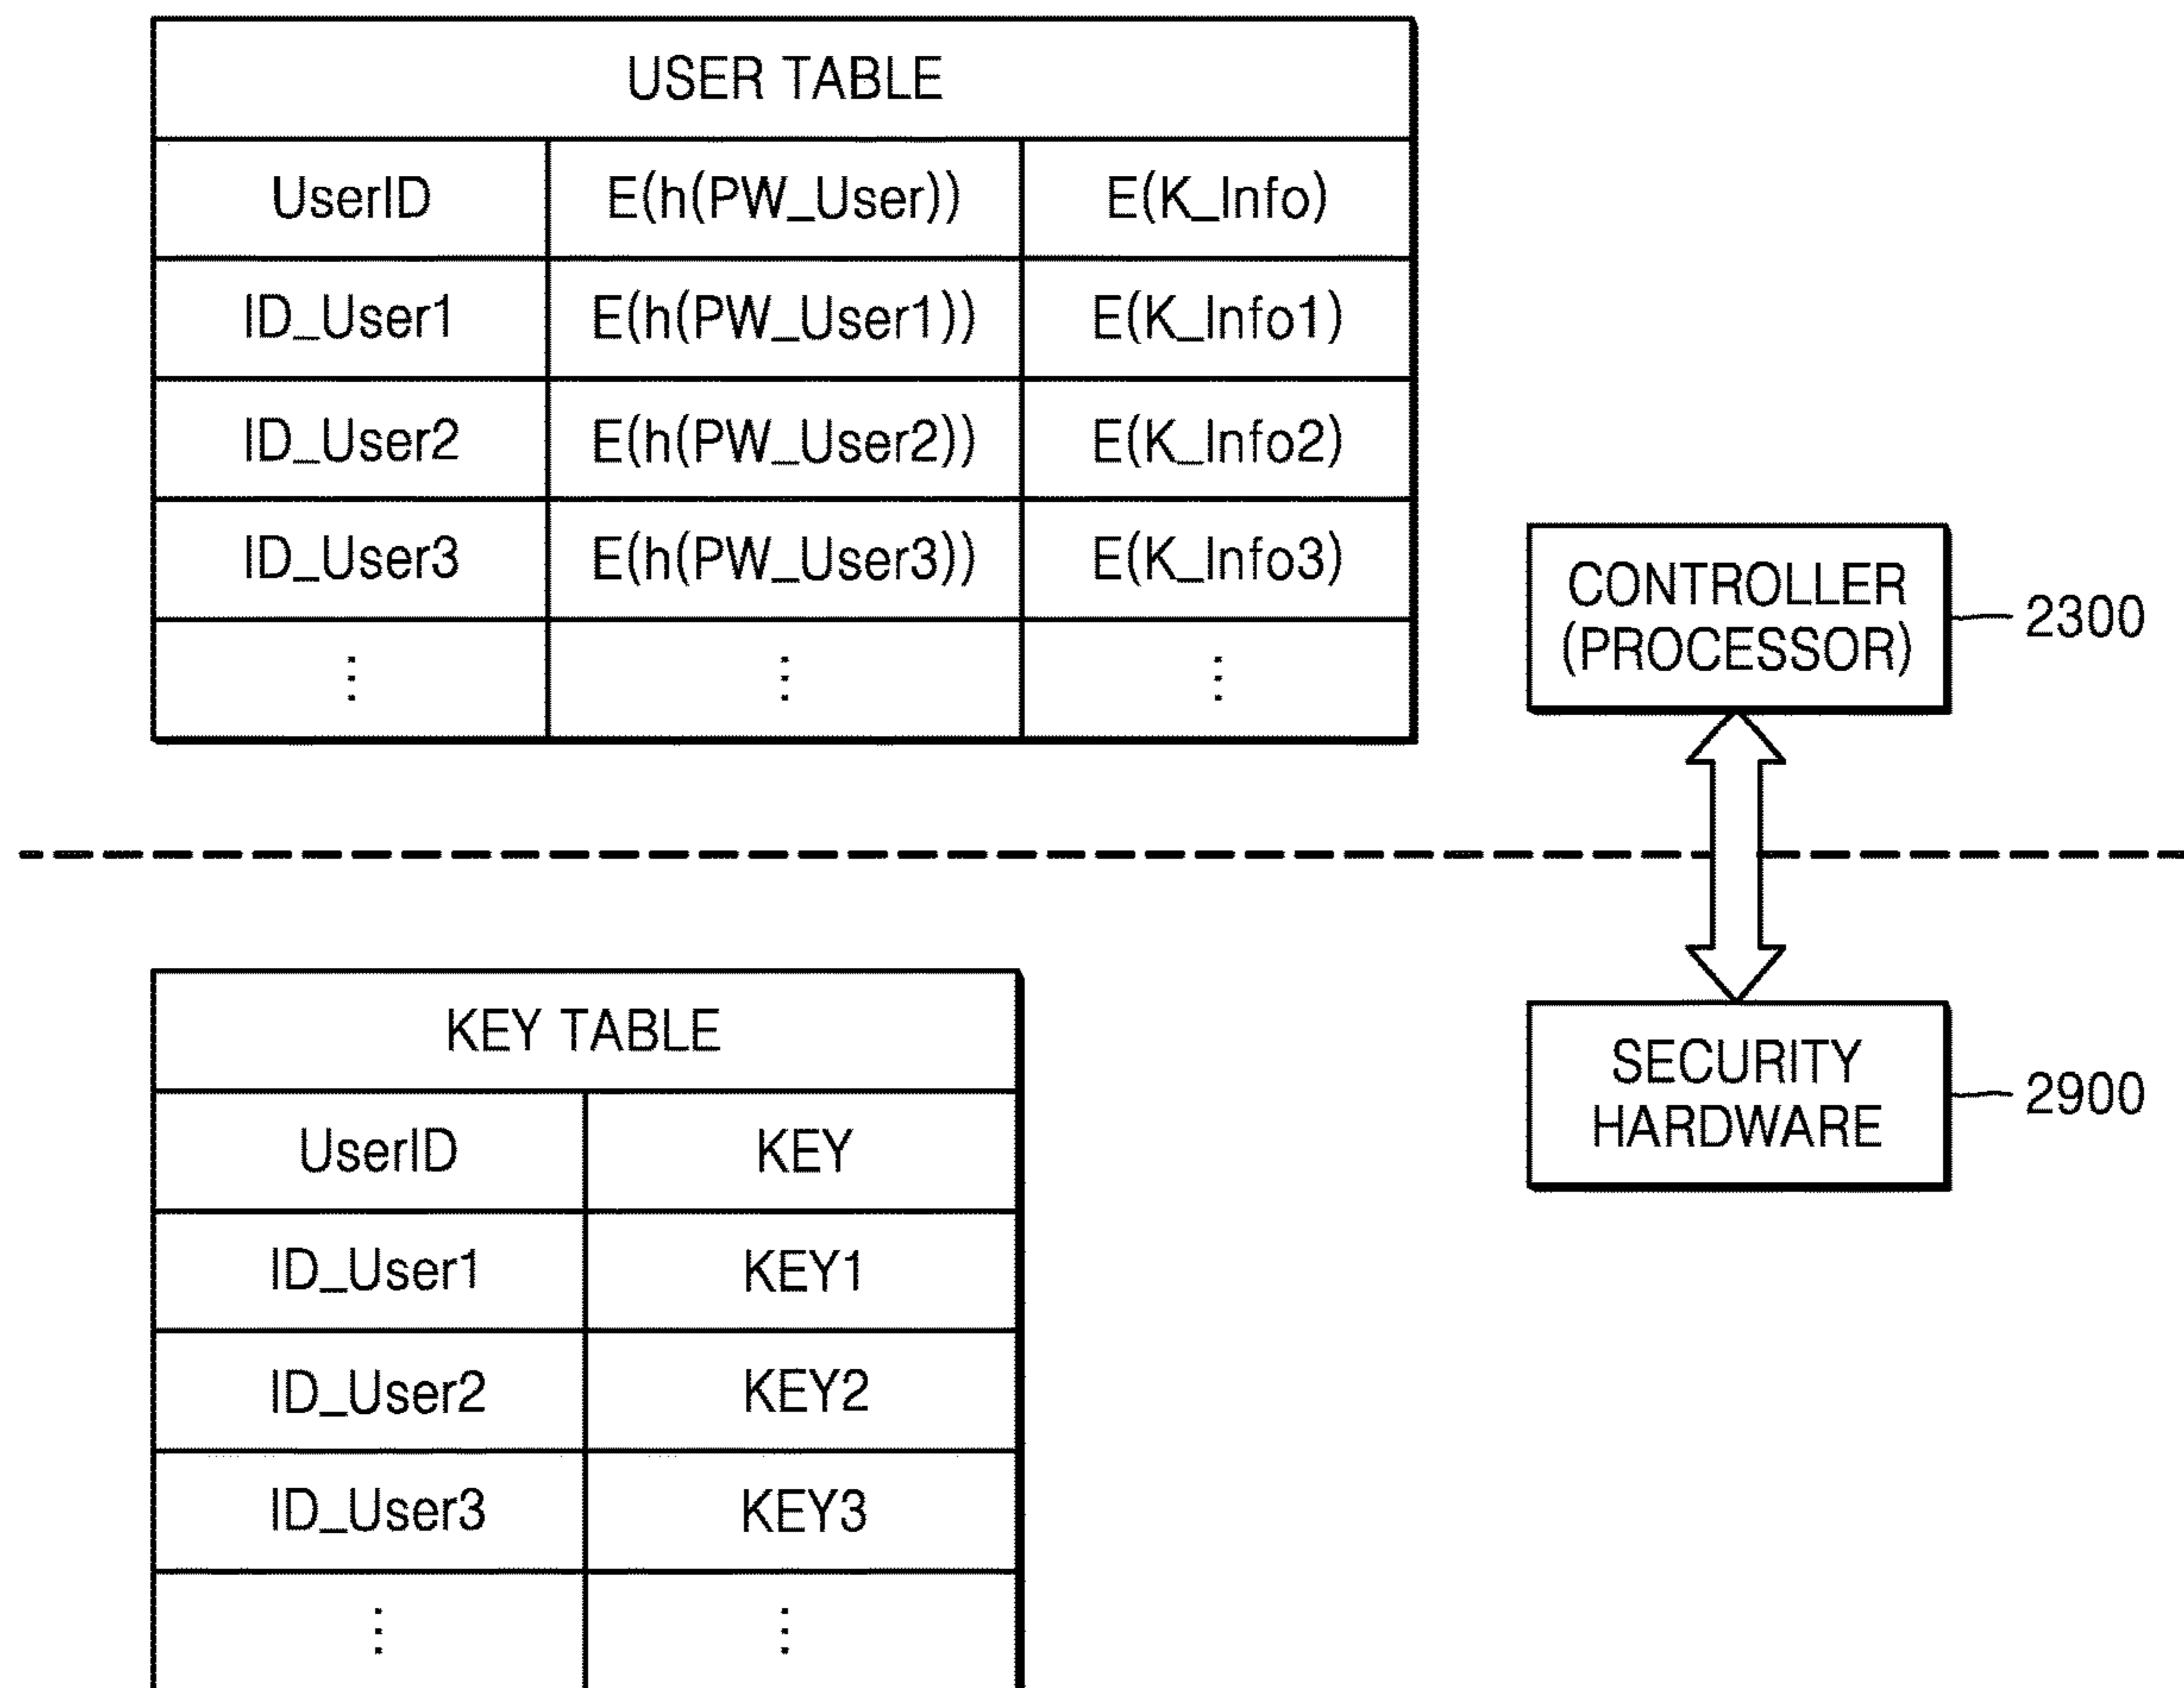 USER TABLE
UserID E(h(PW_User)) E(K_Info)
ID_User1 E(h(PW_User1)) E(K_Info1)
ID_User2 E(h(PW_User2)) E(K_Info2)
ID_User3 E(h(PW_User3)) E(K_Info3)
⋮ ⋮ ⋮
CONTROLLER
(PROCESSOR)
2300
KEY TABLE
UserID KEY
ID_User1 KEY1
ID_User2 KEY2
ID_User3 KEY3
⋮ ⋮
SECURITY
HARDWARE
2900